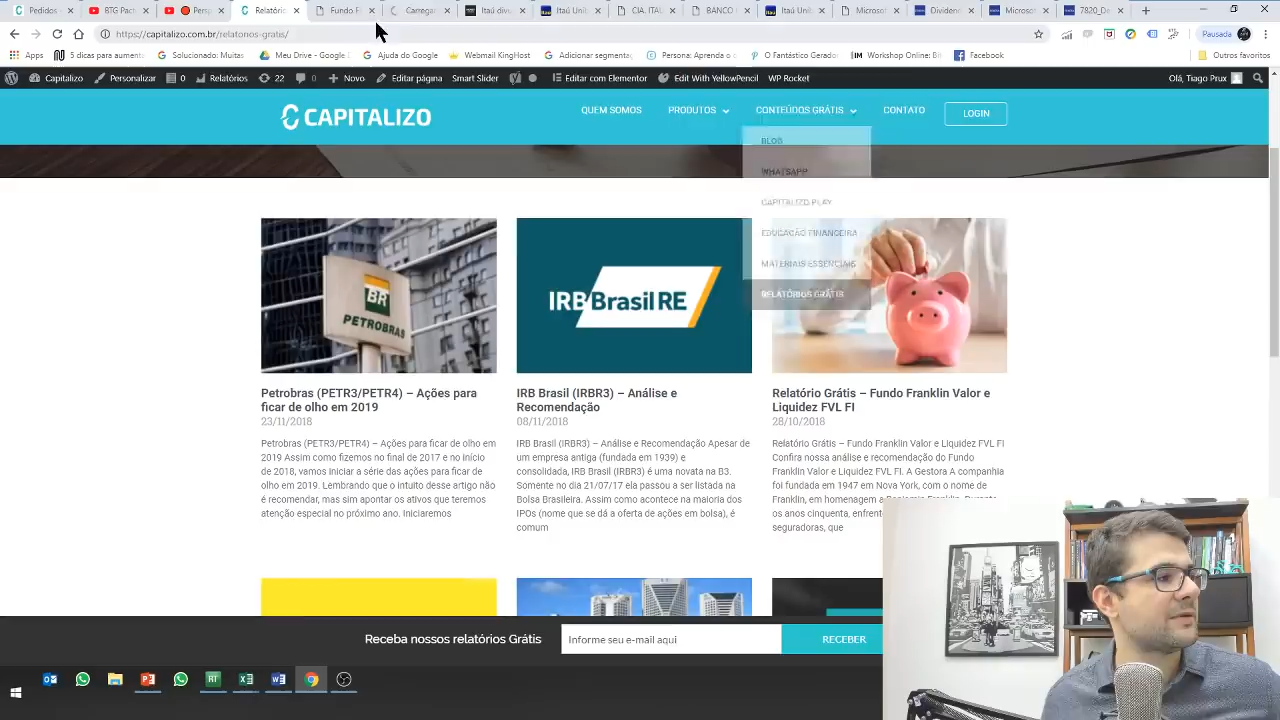 Pedidos
BTG Pact
Persp
Relatório
Fundo F
Carregar
Itaú divu
Itaú Uni
CIA. ITAU
BANCO
Itaú Uni
Microsof
Dividend
Microsof
7820_De
https://capitalizo.com.br/relatorios-gratis/
Pausada
Apps
5 dicas para aument
Solucionado: Muitas
Meu Drive - Google
Ajuda do Google
Webmail KingHost
Adicionar segmenta
Persona: Aprenda o
O Fantástico Gerador
Workshop Online (B
Facebook
Outros favoritos
Capitalizo
Personalizar
0
Relatórios
22
0
Novo
Editar página
Smart Slider
Editar com Elementor
Edit With YellowPencil
WP Rocket
Olá, Tiago Prux
CAPITALIZO
QUEM SOMOS
PRODUTOS
CONTEÚDOS GRÁTIS
CONTATO
LOGIN
BLOG
WHATSAPP
CAPITALIZO PLAY
EDUCAÇÃO FINANCEIRA
MATERIAIS ESSENCIAIS
RELATÓRIOS GRÁTIS
BR
PETROBRAS
IRBBrasilRE
Petrobras (PETR3/PETR4) – Ações para
ficar de olho em 2019
23/11/2018
Petrobras (PETR3/PETR4) – Ações para ficar de olho em
2019 Assim como fizemos no final de 2017 e no início
de 2018, vamos iniciar a série das ações para ficar de
olho em 2019. Lembrando que o intuito desse artigo não
é recomendar, mas sim apontar os ativos que teremos
atenção especial no próximo ano. Iniciaremos
IRB Brasil (IRBR3) – Análise e
Recomendação
08/11/2018
IRB Brasil (IRBR3) – Análise e Recomendação Apesar de
um empresa antiga (fundada em 1939) e
consolidada, IRB Brasil (IRBR3) é uma novata na B3.
Somente no dia 21/07/17 ela passou a ser listada na
Bolsa Brasileira. Assim como acontece na maioria dos
IPOs (nome que se dá a oferta de ações em bolsa), é
comum
Relatório Grátis – Fundo Franklin Valor e
Liquidez FVL FI
28/10/2018
Relatório Grátis – Fundo Franklin Valor e Liquidez FVL FI
Confira nossa análise e recomendação do Fundo
Franklin Valor e Liquidez FVL FI. A Gestora A companhia
foi fundada em 1947 em Nova York, com o nome de
Franklin, em homenagem a Benjamin Franklin. Durante
os anos cinquenta, enfrent
seguradoras, que
Receba nossos relatórios Grátis
Informe seu e-mail aqui
RECEBER